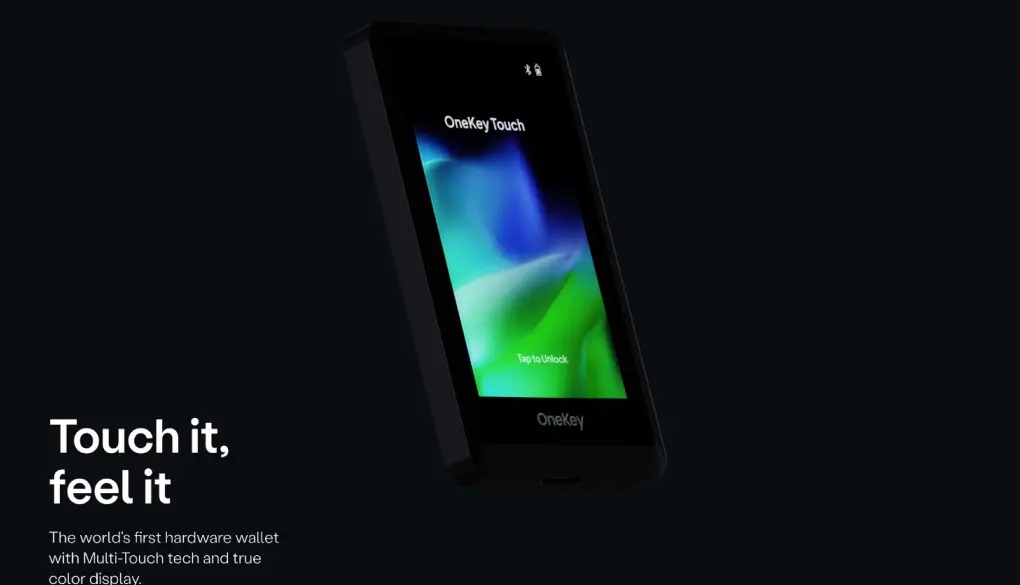 OneKey Touch
Tap to Unlock
OneKey
Touch it,
feel it
The world's first hardware wallet
with Multi-Touch tech and true
color display.